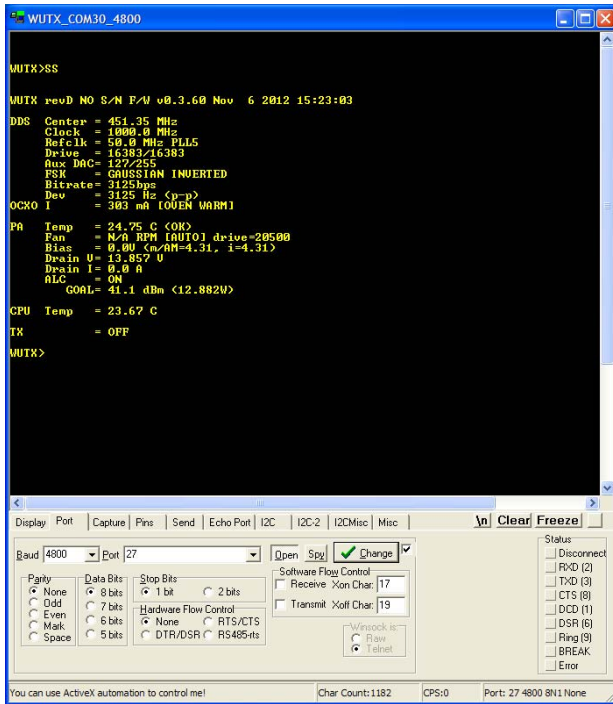 WUTX_COM30_4800
WUTX>SS
WUTX revD NO S/N F/W v0.3.60 Nov  6 2012 15:23:03
DDS  Center = 451.35 MHz
Clock  = 1000.0 MHz
Refclk = 50.0 MHz PLL5
Drive  = 16383/16383
Aux DAC= 127/255
FSK    = GAUSSIAN INVERTED
Bitrate= 3125bps
Dev    = 3125 Hz (p-p)
OCXO I      = 303 mA [OVEN WARM]
PA   Temp   = 24.75 C (OK)
Fan    = N/A RPM [AUTO] drive=20500
Bias   = 0.0V (m/AM=4.31, i=4.31)
Drain V= 13.857 V
Drain I= 0.0 A
ALC    = ON
GOAL= 41.1 dBm (12.882W)
CPU  Temp   = 23.67 C
TX          = OFF
WUTX>
Display Port Capture Pins Send Echo Port I2C I2C-2 I2CMisc Misc \n Clear Freeze
Baud 4800 Port 27 Open Spy Change
Parity
None
Odd
Even
Mark
Space
Data Bits
8 bits
7 bits
6 bits
5 bits
Stop Bits
1 bit 2 bits
Hardware Flow Control
None RTS/CTS
DTR/DSR RS485-rts
Software Flow Control
Receive Xon Char: 17
Transmit Xoff Char: 19
Winsock is:
Raw
Telnet
Status
Disconnect
RXD (2)
TXD (3)
CTS (8)
DCD (1)
DSR (6)
Ring (9)
BREAK
Error
You can use ActiveX automation to control me! Char Count:1182 CPS:0 Port: 27 4800 8N1 None